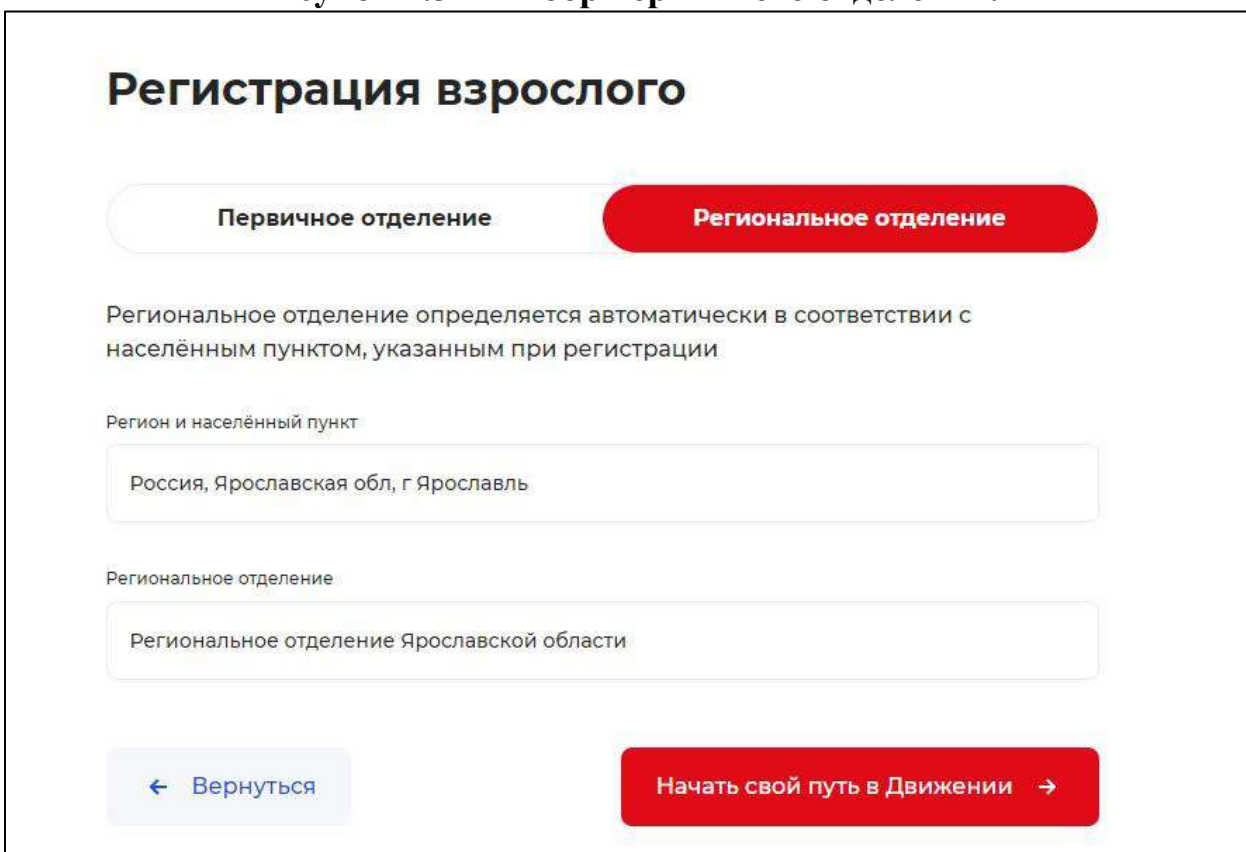 Регистрация взрослого
Первичное отделение
Региональное отделение
Региональное отделение определяется автоматически в соответствии с
населённым пунктом, указанным при регистрации
Регион и населённый пункт
Россия, Ярославская обл, г Ярославль
Региональное отделение
Региональное отделение Ярославской области
← Вернуться
Начать свой путь в Движении →